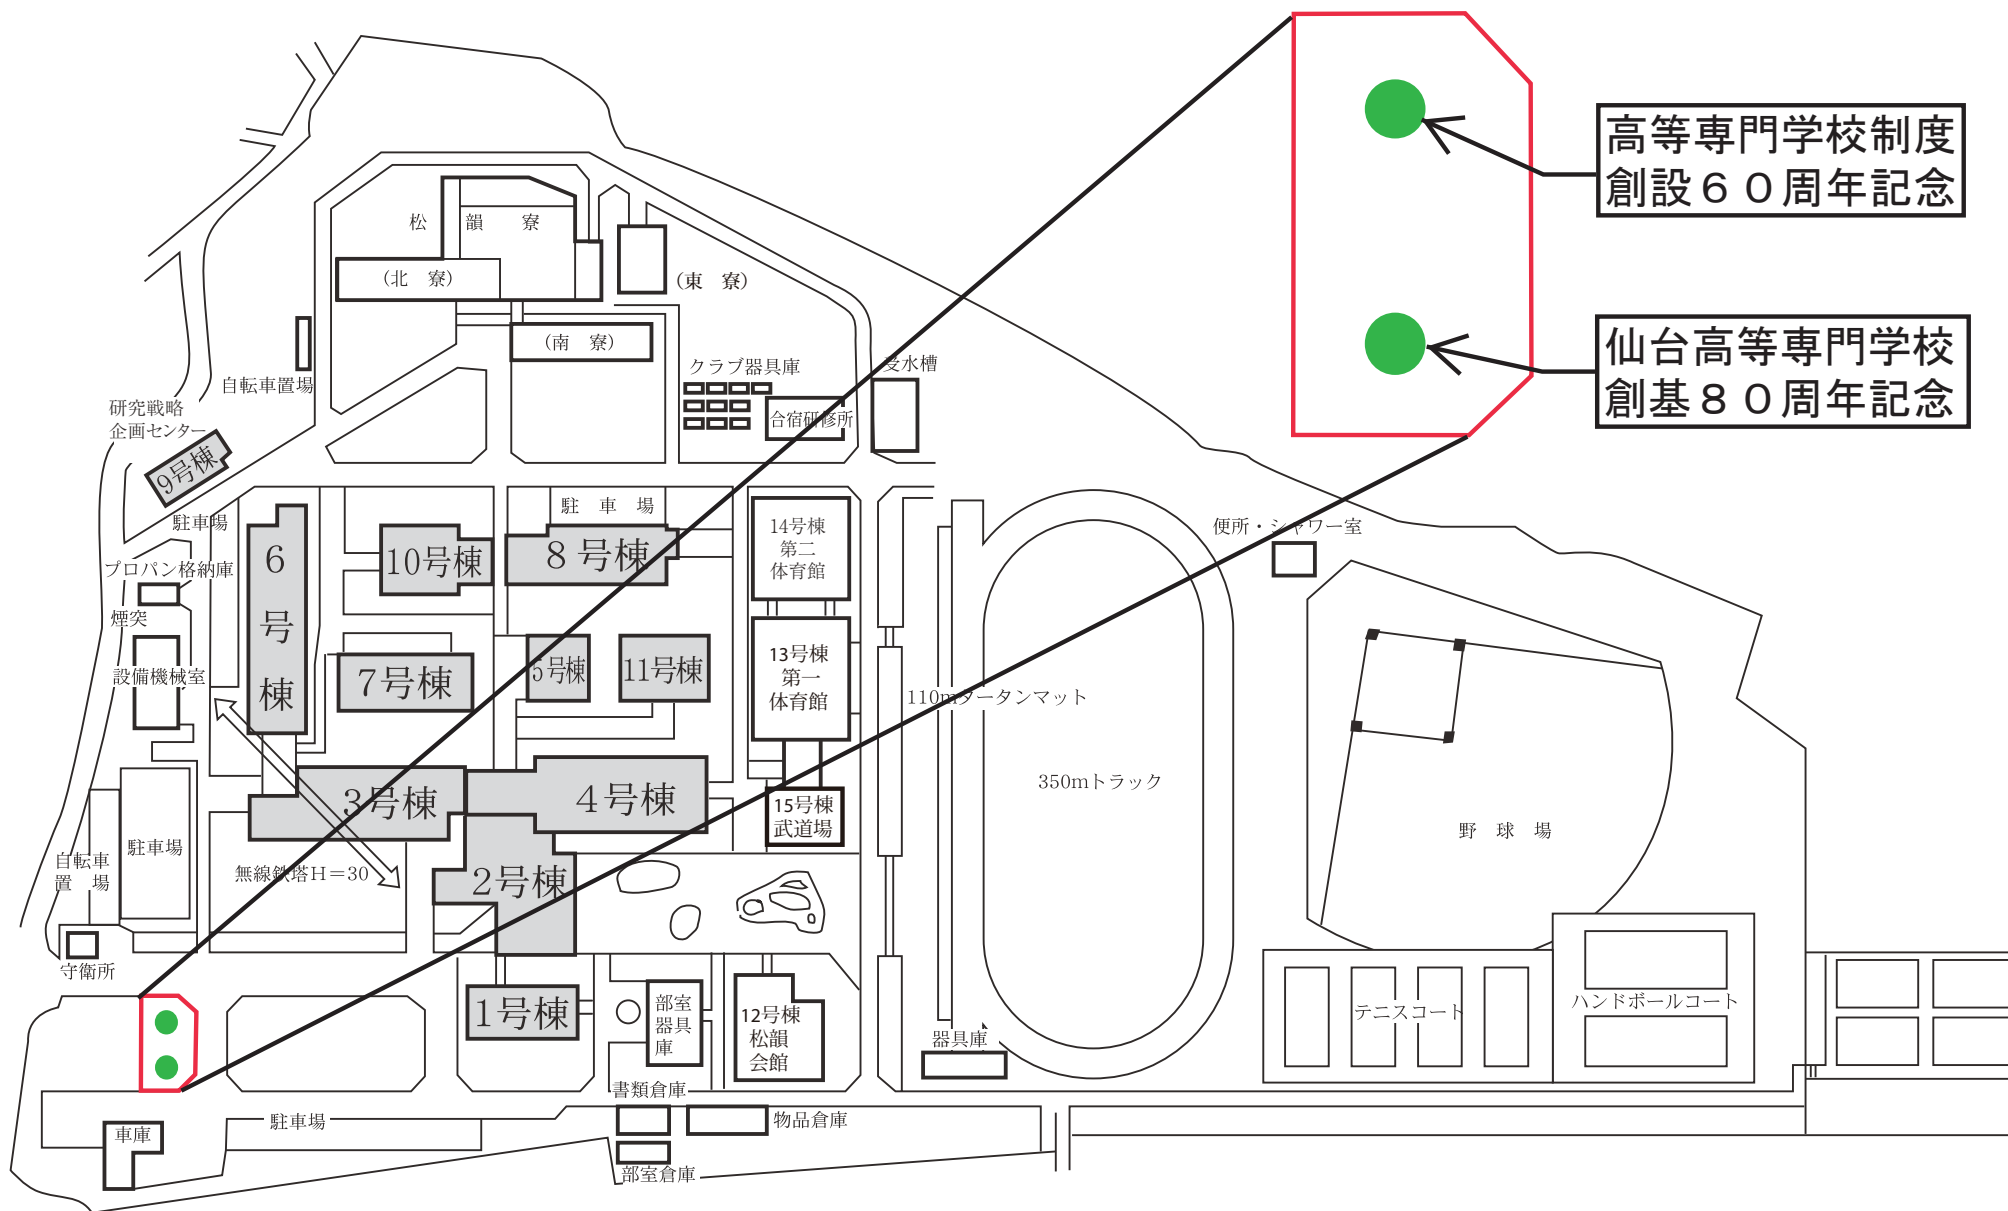 高等専門学校制度
創設６０周年記念
仙台高等専門学校
創基８０周年記念
松　韻　寮
（北　寮）
（東　寮）
（南　寮）
自転車置場
クラブ器具庫
受水槽
合宿研修所
研究戦略
企画センター
9号棟
駐車場
駐　車　場
6号棟
10号棟
8号棟
14号棟
第二
体育館
便所・シャワー室
プロパン格納庫
煙突
設備機械室
7号棟
5号棟
11号棟
13号棟
第一
体育館
110mタータンマット
350mトラック
3号棟
4号棟
15号棟
武道場
野　球　場
駐車場
自転車
置　場
無線鉄塔H＝30
2号棟
守衛所
1号棟
部室
器具
庫
12号棟
松韻
会館
器具庫
テニスコート
ハンドボールコート
書類倉庫
物品倉庫
部室倉庫
駐車場
車庫